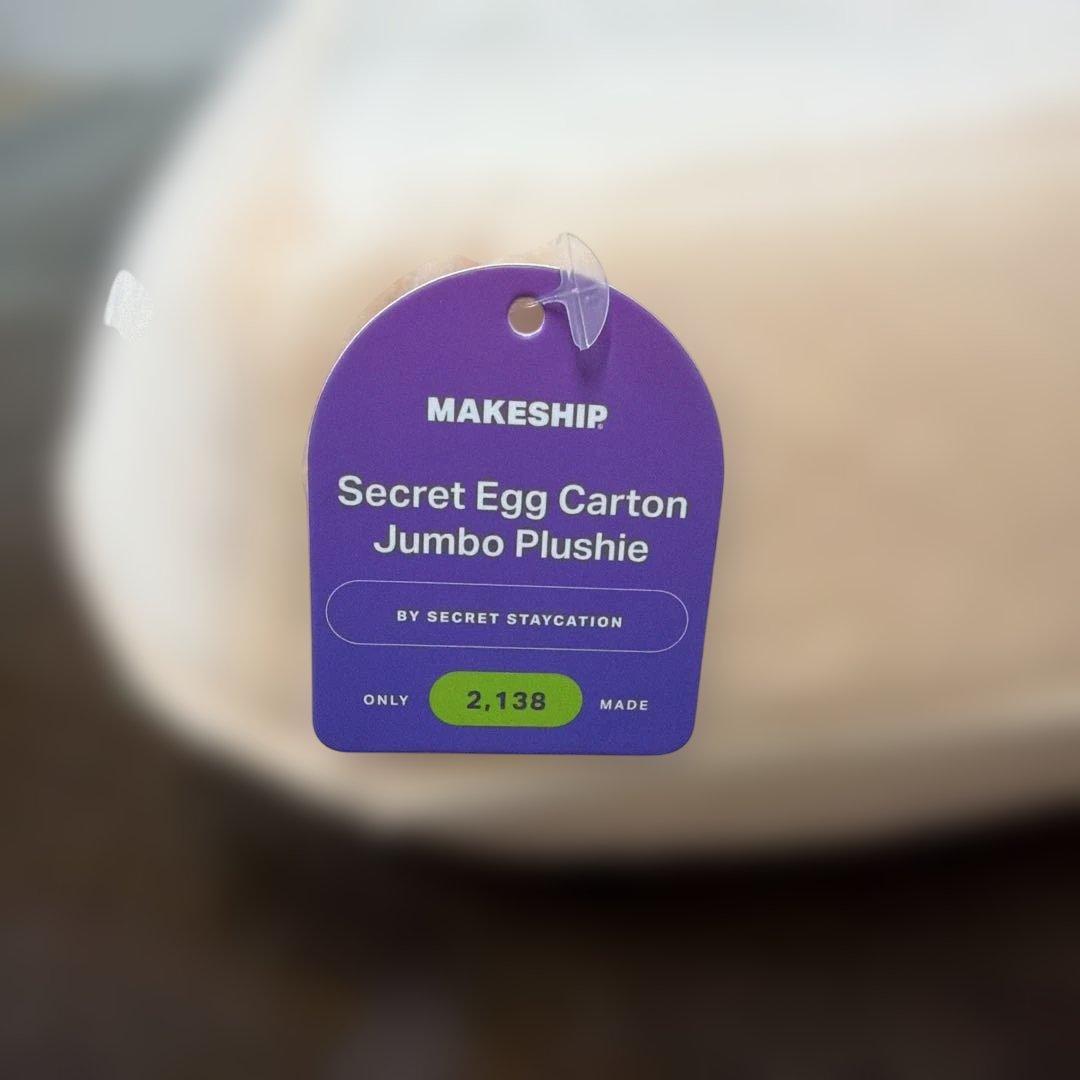 MAKESHIP
Secret Egg Carton
Jumbo Plushie
BY SECRET STAYCATION
ONLY 2,138 MADE